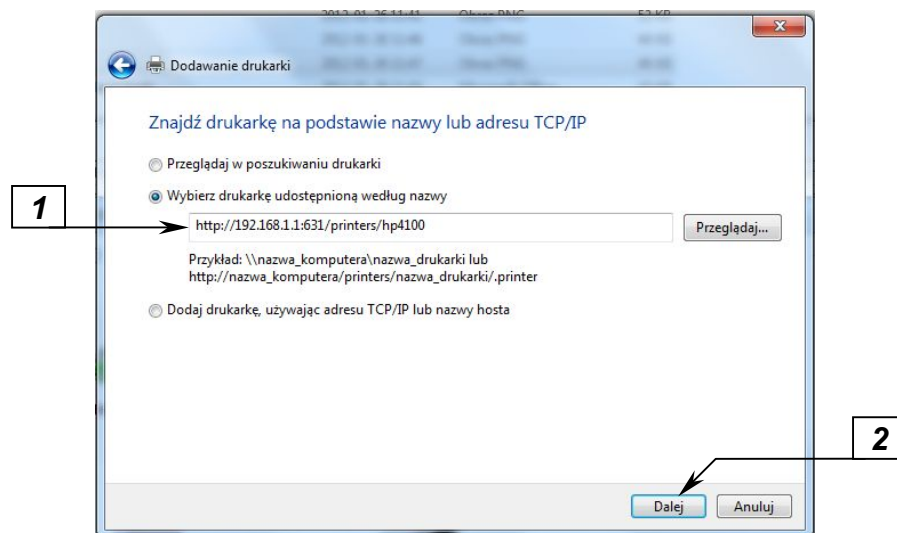 Dodawanie drukarki
Znajdź drukarkę na podstawie nazwy lub adresu TCP/IP
Przeglądaj w poszukiwaniu drukarki
Wybierz drukarkę udostępnioną według nazwy
1
http://192.168.1.1:631/printers/hp4100
Przeglądaj...
Przykład: \\nazwa_komputera\nazwa_drukarki lub
http://nazwa_komputera/printers/nazwa_drukarki/.printer
Dodaj drukarkę, używając adresu TCP/IP lub nazwy hosta
2
Dalej
Anuluj